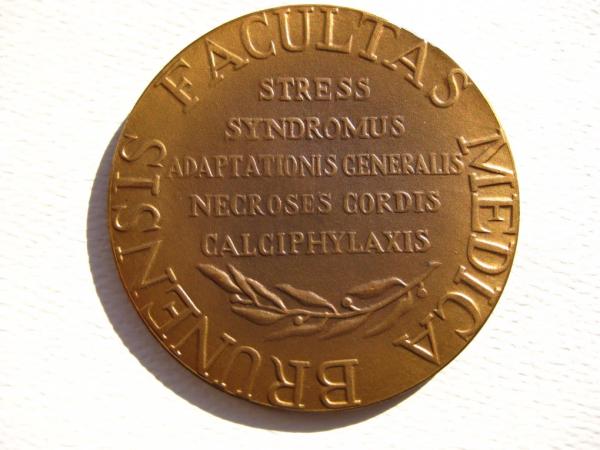 FACULTAS MEDICA BRUNENSIS
STRESS
SYNDROMUS
ADAPTATIONIS GENERALIS
NECROSES CORDIS
CALCIPHYLAXIS